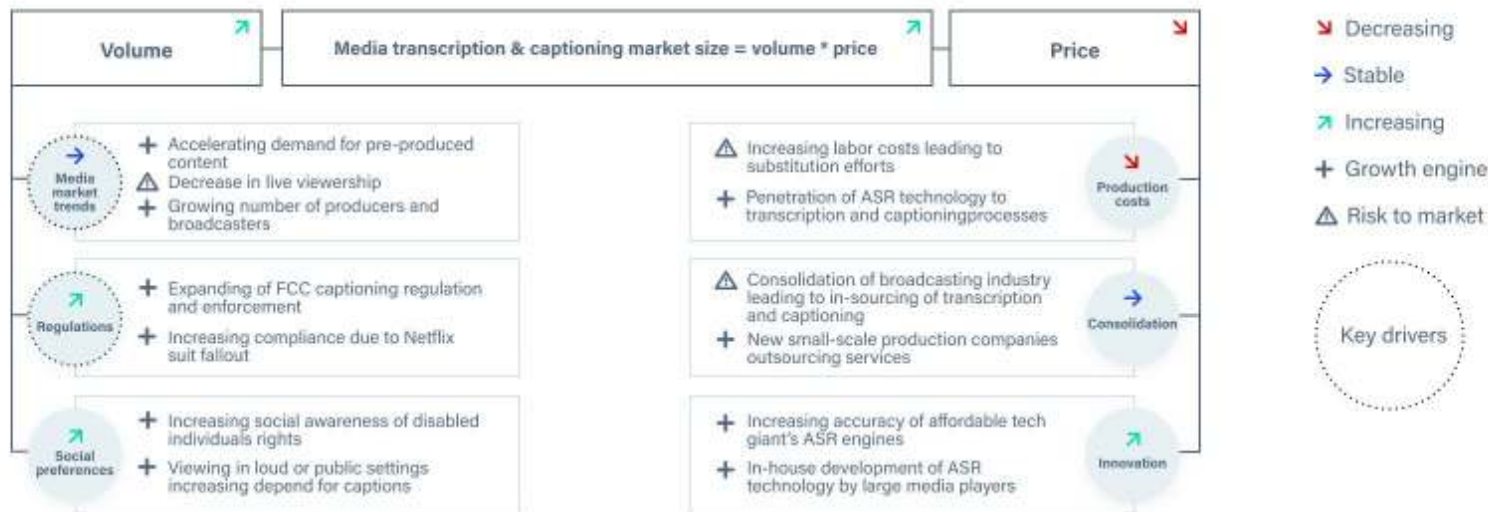 Volume
Media transcription & captioning market size = volume * price
Price
Media
market
trends
Accelerating demand for pre-produced
content
Decrease in live viewership
Growing number of producers and
broadcasters
Regulations
Expanding of FCC captioning regulation
and enforcement
Increasing compliance due to Netflix
suit fallout
Social
preferences
Increasing social awareness of disabled
individuals rights
Viewing in loud or public settings
increasing depend for captions
Increasing labor costs leading to
substitution efforts
Penetration of ASR technology to
transcription and captioningprocesses
Production
costs
Consolidation of broadcasting industry
leading to in-sourcing of transcription
and captioning
New small-scale production companies
outsourcing services
Consolidation
Increasing accuracy of affordable tech
giant's ASR engines
In-house development of ASR
technology by large media players
Innovation
Decreasing
Stable
Increasing
Growth engine
Risk to market
Key drivers